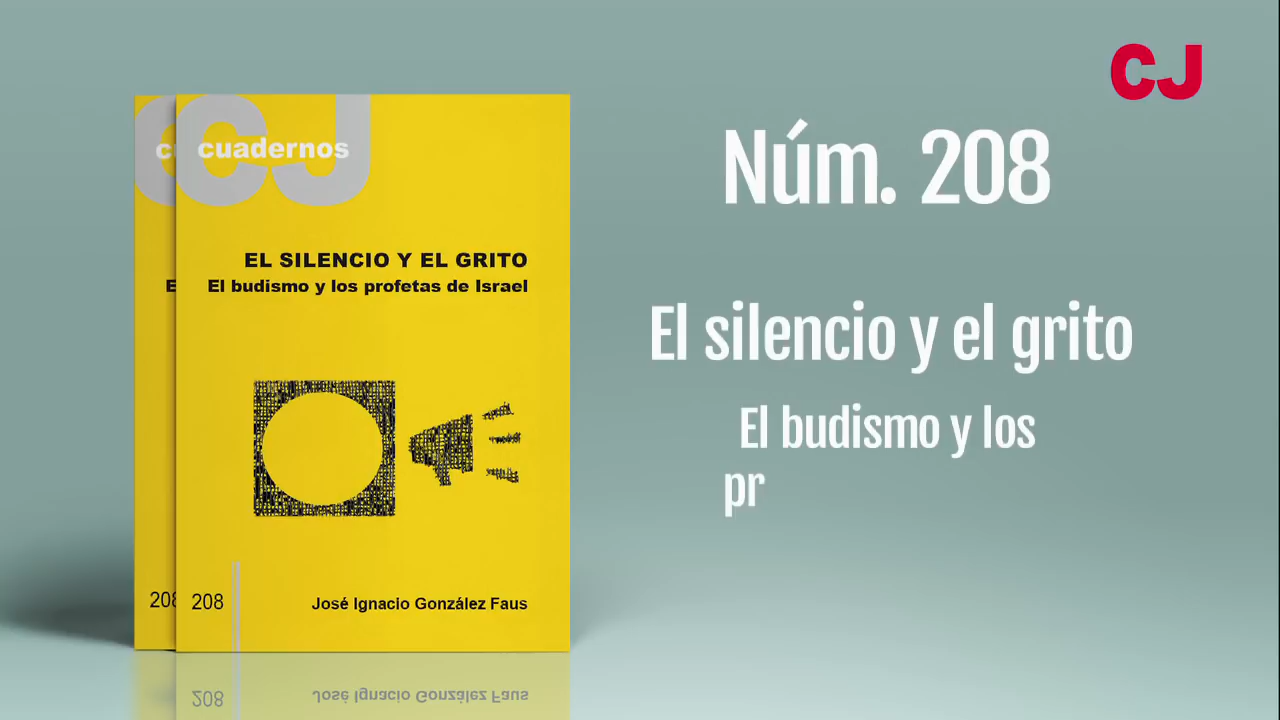 CJ
CJ
cuadernos
EL SILENCIO Y EL GRITO
El budismo y los profetas de Israel
208
José Ignacio González Faus
Núm. 208
El silencio y el grito
El budismo y los
pr